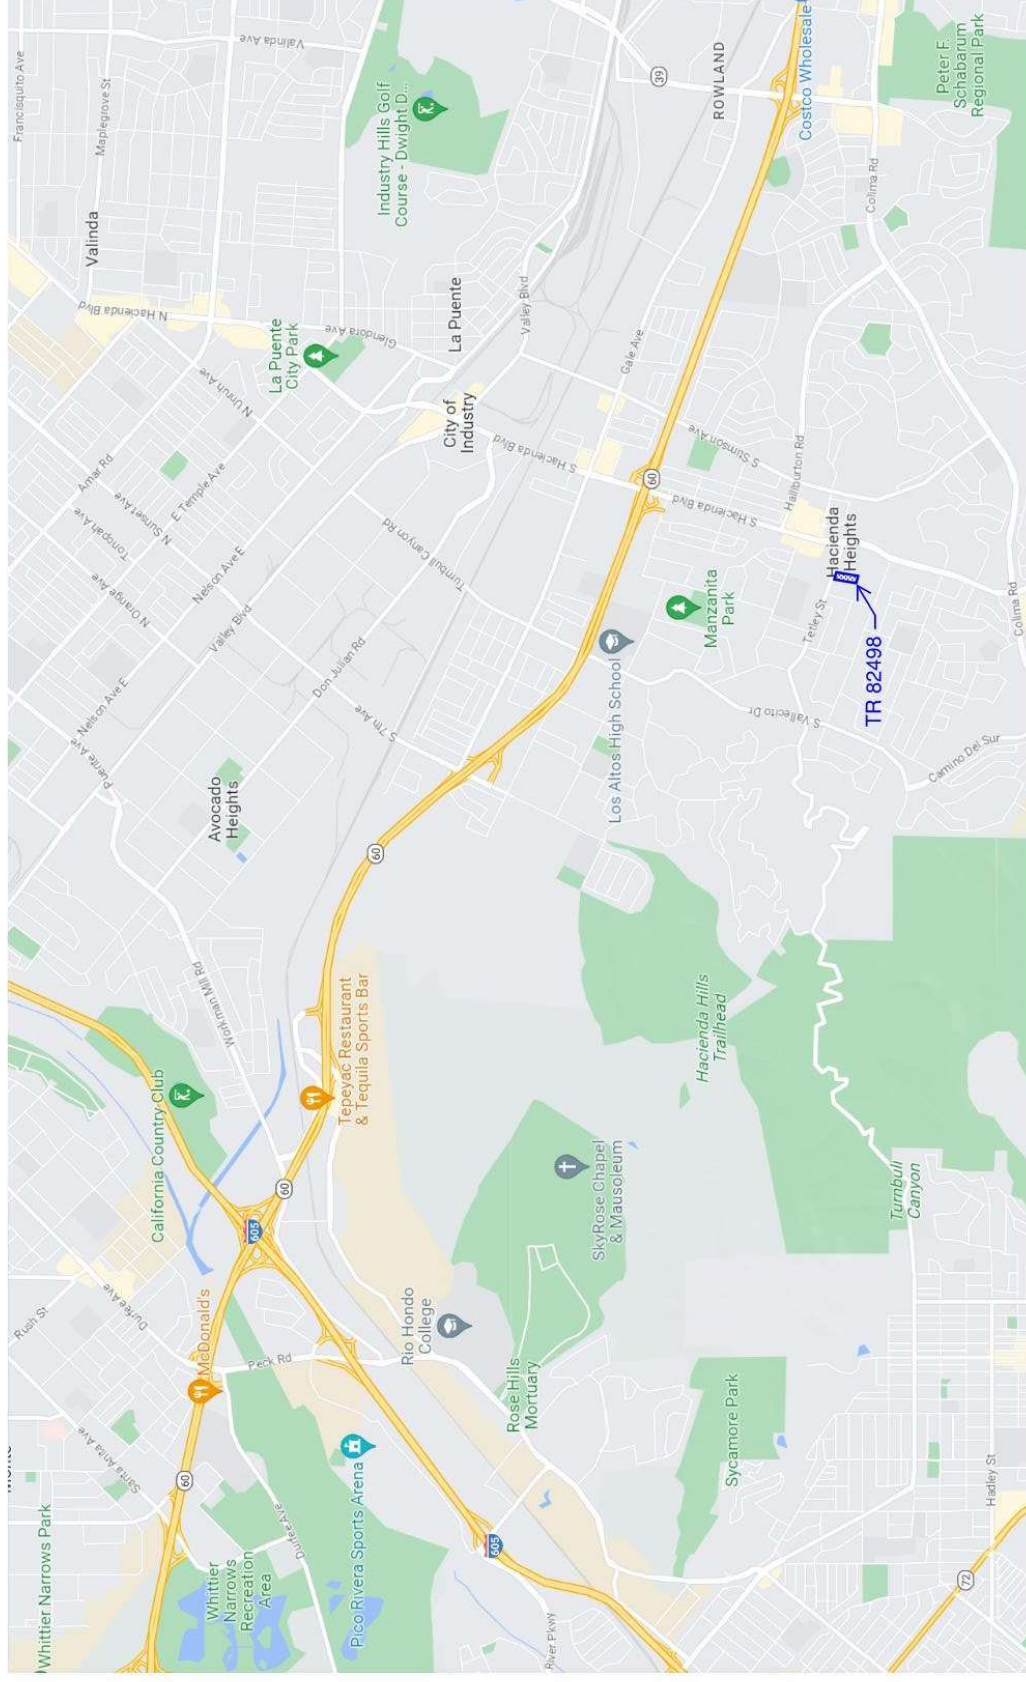 Whittier Narrows Park
Whittier
Narrows
Recreation
Area
Santa Anita Ave
Rush St
Durfee Ave
Durfee Ave
McDonald's
60
Peck Rd
Pico Rivera Sports Arena
605
River Pkwy
California Country Club
605
60
Workman Mill Rd
Tepeyac Restaurant
& Tequila Sports Bar
Rio Hondo
College
Rose Hills
Mortuary
SkyRose Chapel
& Mausoleum
Sycamore Park
Hadley St
72
Turnbull
Canyon
Hacienda Hills
Trailhead
Avocado
Heights
60
Puente Ave
Nelson Ave E
Valley Blvd
Don Julian Rd
S 7th Ave
Nelson Ave E
N Orange Ave
Tonopah Ave
N Sunset Ave
Amar Rd
E Temple Ave
N Unruh Ave
Turnbull Canyon Rd
Francisquito Ave
Maplegrove St
Valinda
Valinda Ave
N Hacienda Blvd
La Puente
City Park
Glendora Ave
La Puente
City of
Industry
Industry Hills Golf
Course - Dwight D...
Valley Blvd
S Hacienda Blvd
Gale Ave
60
Los Altos High School
Manzanita
Park
S Hacienda Blvd
S Stimson Ave
Halliburton Rd
Hacienda
Heights
Tetley St
TR 82498
S Vallecito Dr
Camino Del Sur
Colima Rd
39
ROWLAND
Costco Wholesale
Colima Rd
Peter F.
Schabarum
Regional Park